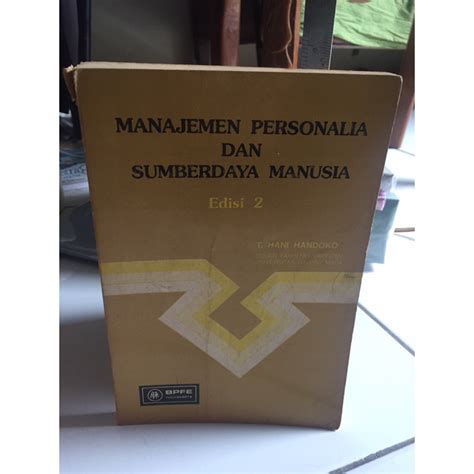 MANAJEMEN PERSONALIA
DAN
SUMBERDAYA MANUSIA
Edisi 2
T. HANI HANDOKO
BPFE